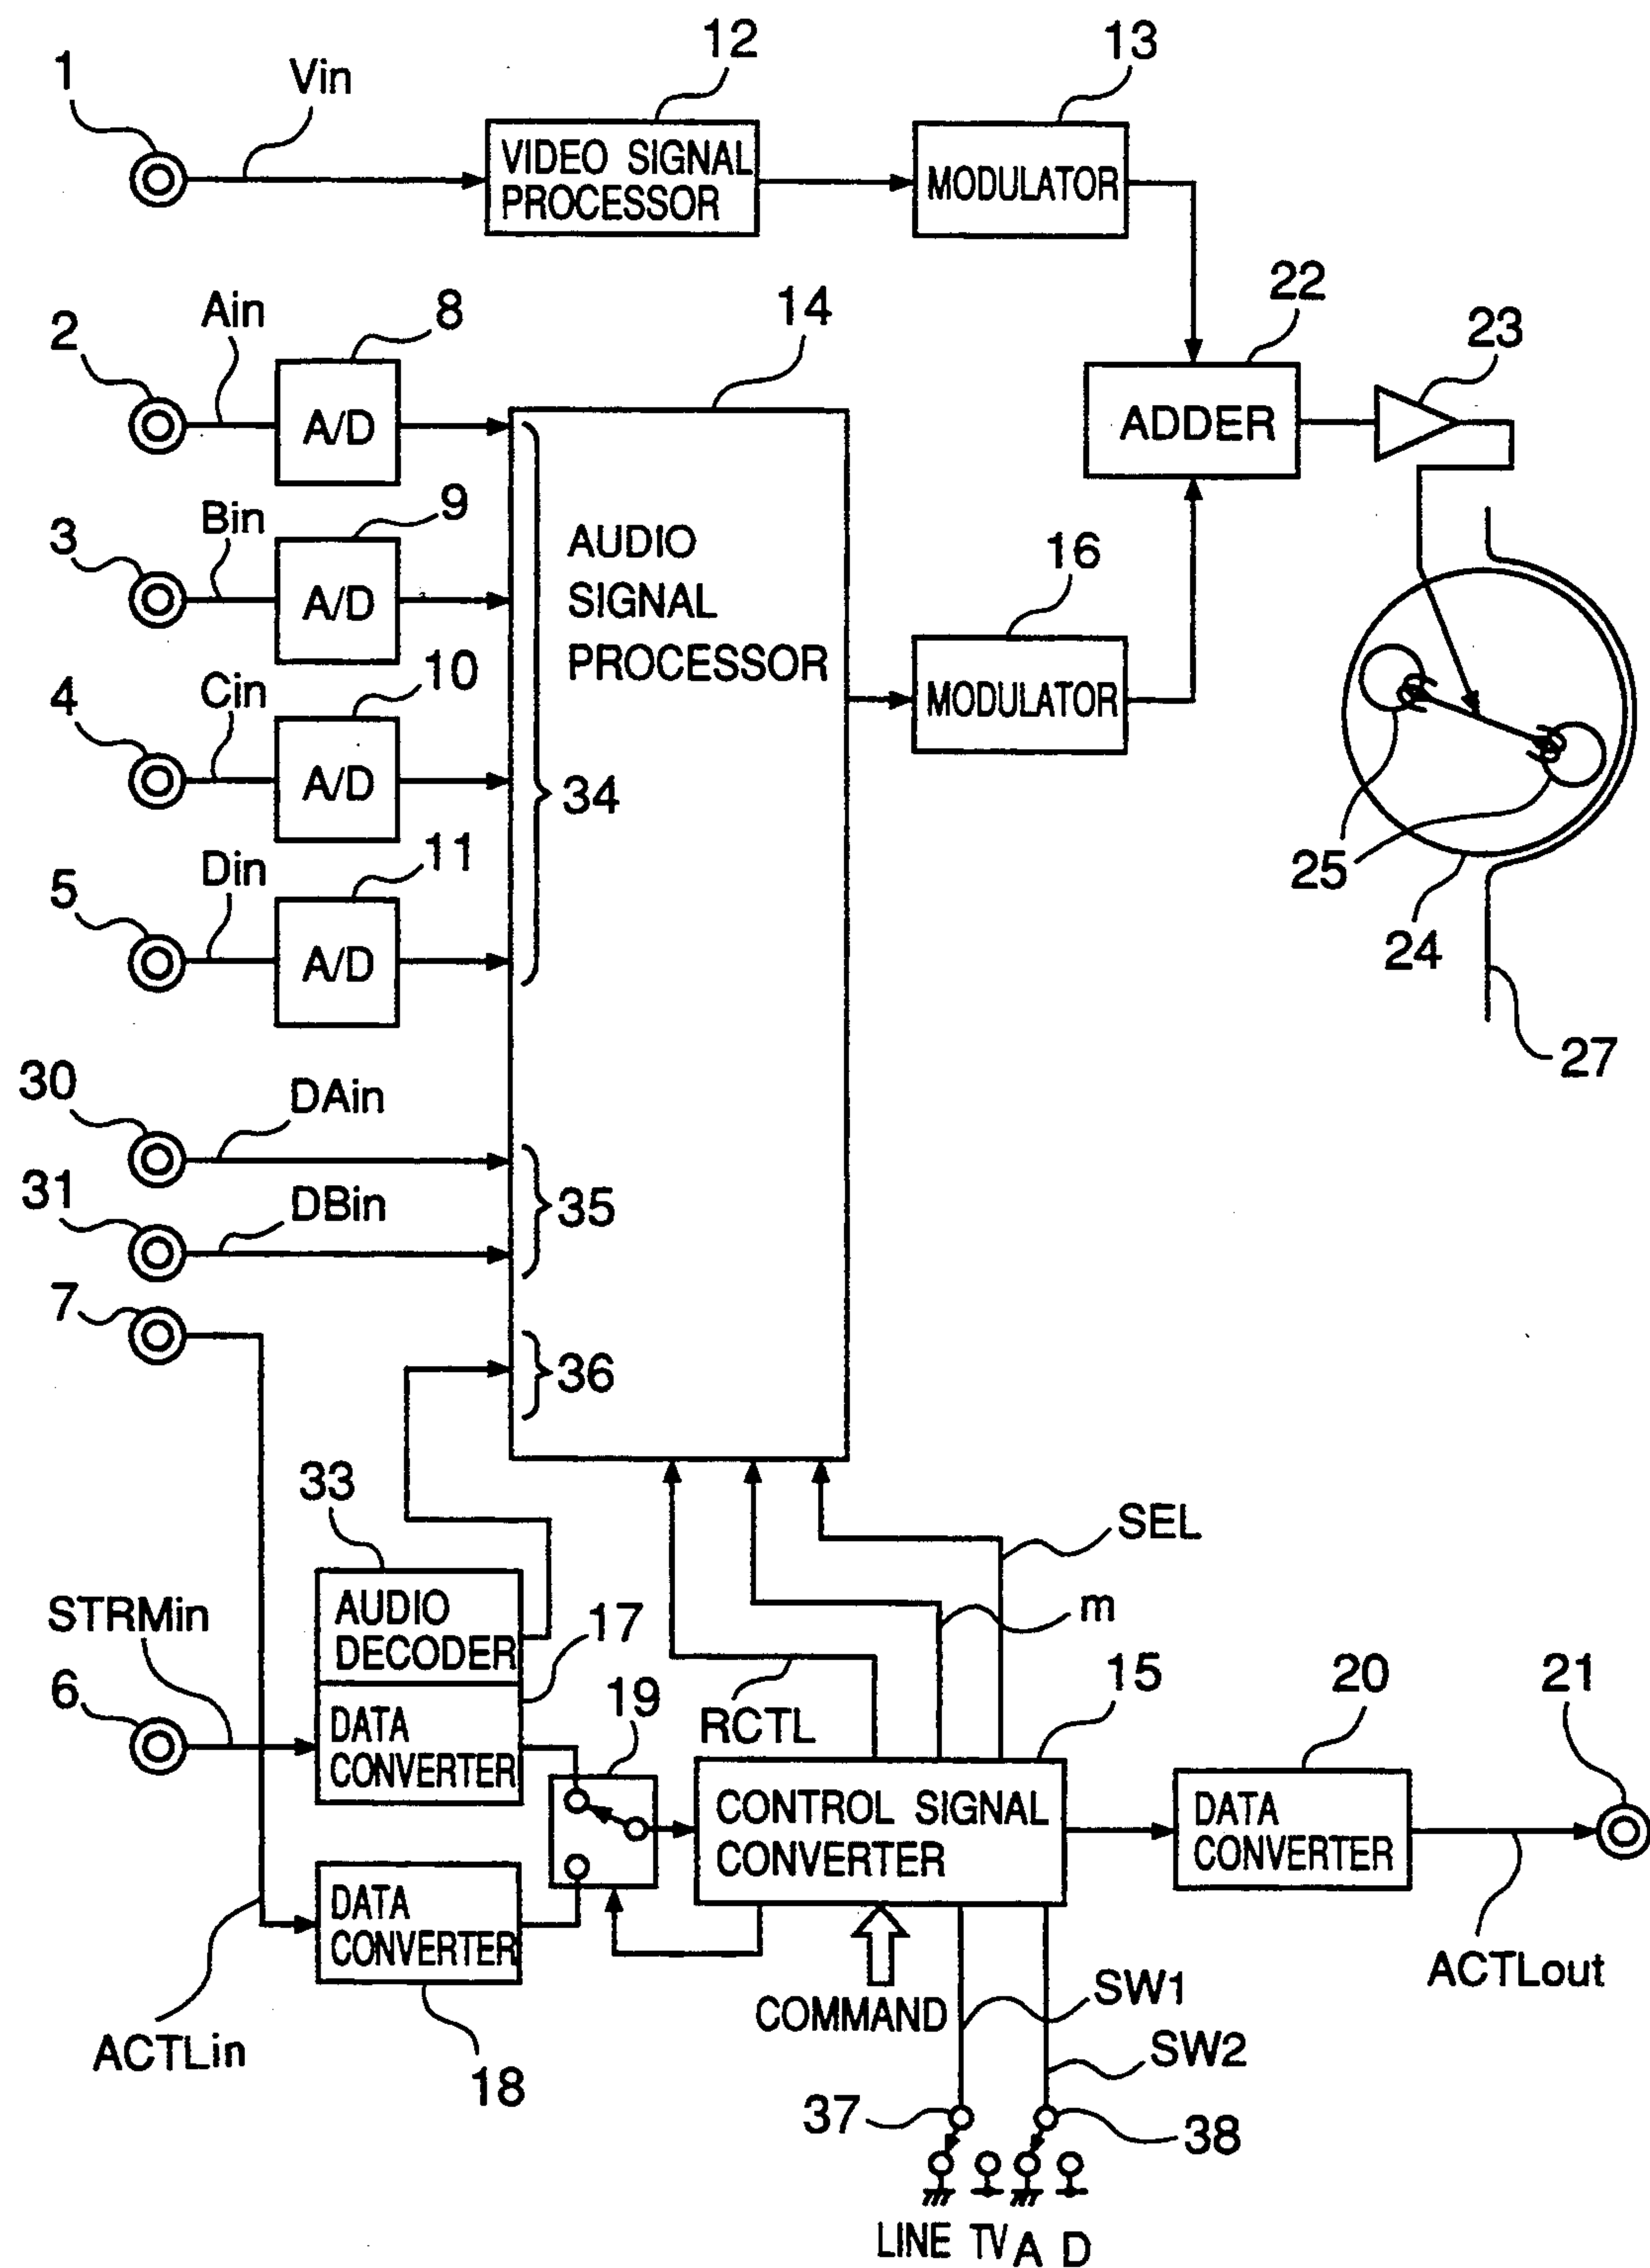 12
13
1
Vin
VIDEO SIGNAL
PROCESSOR
MODULATOR
22
Ain
8
14
23
2
A/D
ADDER
Bin
9
3
A/D
AUDIO
SIGNAL
PROCESSOR
16
Cin
10
4
A/D
MODULATOR
34
Din
11
5
A/D
25
24
27
30
DAin
31
DBin
35
7
36
33
SEL
STRMin
AUDIO
DECODER
17
m
6
19
RCTL
15
20
21
DATA
CONVERTER
CONTROL SIGNAL
CONVERTER
DATA
CONVERTER
DATA
CONVERTER
ACTLin
18
COMMAND
SW1
ACTLout
SW2
37
38
LINE TV A D